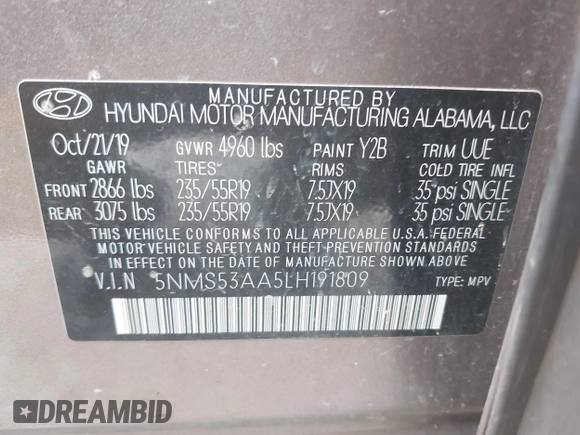 MANUFACTURED BY
HYUNDAI MOTOR MANUFACTURING ALABAMA, LLC
Oct/21/19 GVWR 4960 lbs PAINT Y2B TRIM UUE
GAWR TIRES RIMS COLD TIRE INFL
FRONT 2866 lbs 235/55R19 7.5JX19 35 psi SINGLE
REAR 3075 lbs 235/55R19 7.5JX19 35 psi SINGLE
THIS VEHICLE CONFORMS TO ALL APPLICABLE U.S.A. FEDERAL
MOTOR VEHICLE SAFETY AND THEFT PREVENTION STANDARDS
IN EFFECT ON THE DATE OF MANUFACTURE SHOWN ABOVE.
V.I.N 5NMS53AA5LH191809 TYPE: MPV
DREAMBID